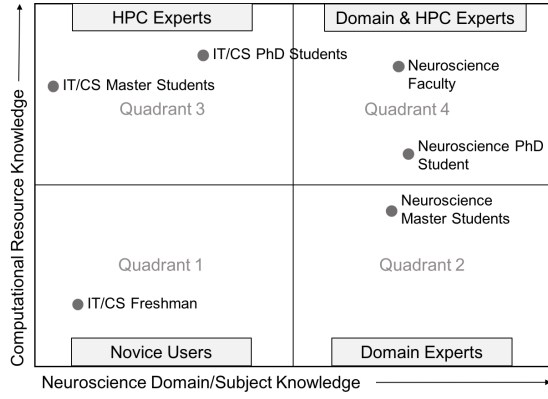 HPC Experts
Domain & HPC Experts
IT/CS PhD Students
IT/CS Master Students
Neuroscience
Faculty
Quadrant 3
Quadrant 4
Neuroscience PhD
Student
Neuroscience
Master Students
Quadrant 1
Quadrant 2
IT/CS Freshman
Novice Users
Domain Experts
Computational Resource Knowledge
Neuroscience Domain/Subject Knowledge